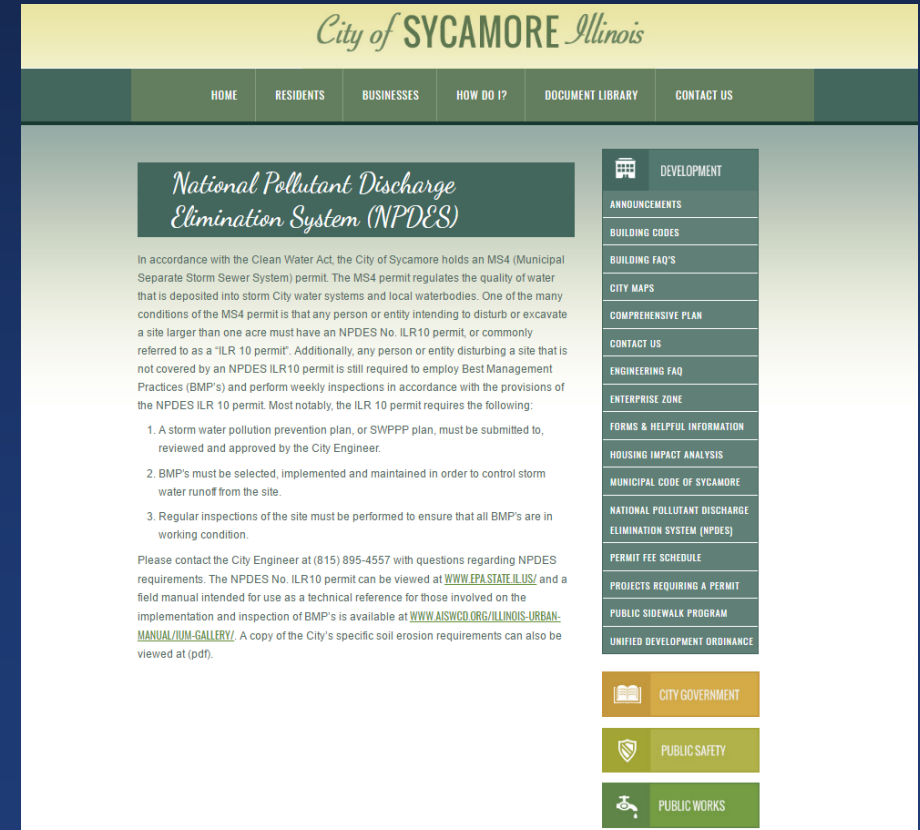 City of SYCAMORE Illinois
HOME RESIDENTS BUSINESSES HOW DO I? DOCUMENT LIBRARY CONTACT US
National Pollutant Discharge
Elimination System (NPDES)
In accordance with the Clean Water Act, the City of Sycamore holds an MS4 (Municipal
Separate Storm Sewer System) permit. The MS4 permit regulates the quality of water
that is deposited into storm City water systems and local waterbodies. One of the many
conditions of the MS4 permit is that any person or entity intending to disturb or excavate
a site larger than one acre must have an NPDES No. ILR10 permit, or commonly
referred to as a “ILR 10 permit”. Additionally, any person or entity disturbing a site that is
not covered by an NPDES ILR10 permit is still required to employ Best Management
Practices (BMP’s) and perform weekly inspections in accordance with the provisions of
the NPDES ILR 10 permit. Most notably, the ILR 10 permit requires the following:
1. A storm water pollution prevention plan, or SWPPP plan, must be submitted to,
reviewed and approved by the City Engineer.
2. BMP’s must be selected, implemented and maintained in order to control storm
water runoff from the site.
3. Regular inspections of the site must be performed to ensure that all BMP’s are in
working condition.
Please contact the City Engineer at (815) 895-4557 with questions regarding NPDES
requirements. The NPDES No. ILR10 permit can be viewed at WWW.EPA.STATE.IL.US/ and a
field manual intended for use as a technical reference for those involved on the
implementation and inspection of BMP’s is available at WWW.AISWCD.ORG/ILLINOIS-URBAN-
MANUAL/IUM-GALLERY/. A copy of the City’s specific soil erosion requirements can also be
viewed at (pdf).
DEVELOPMENT
ANNOUNCEMENTS
BUILDING CODES
BUILDING FAQ'S
CITY MAPS
COMPREHENSIVE PLAN
CONTACT US
ENGINEERING FAQ
ENTERPRISE ZONE
FORMS & HELPFUL INFORMATION
HOUSING IMPACT ANALYSIS
MUNICIPAL CODE OF SYCAMORE
NATIONAL POLLUTANT DISCHARGE
ELIMINATION SYSTEM (NPDES)
PERMIT FEE SCHEDULE
PROJECTS REQUIRING A PERMIT
PUBLIC SIDEWALK PROGRAM
UNIFIED DEVELOPMENT ORDINANCE
CITY GOVERNMENT
PUBLIC SAFETY
PUBLIC WORKS